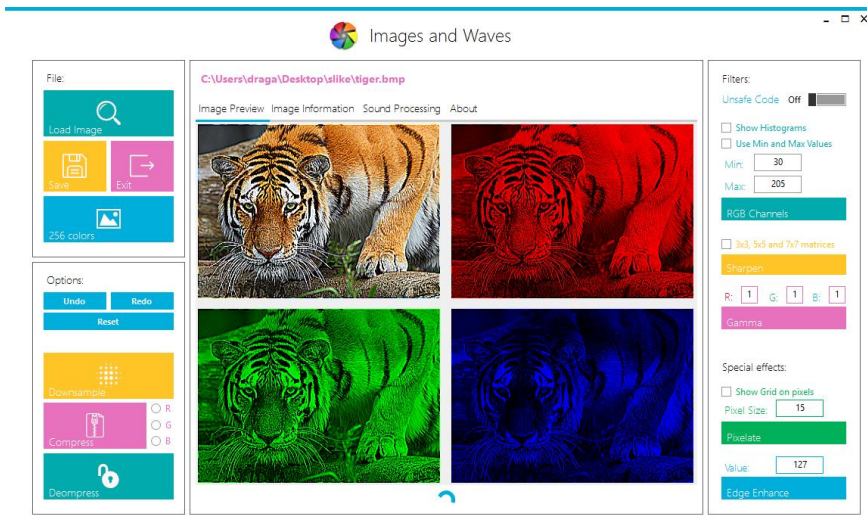 Images and Waves
File:
Load Image
Save
Exit
256 colors
Options:
Undo
Redo
Reset
Downsample
Compress
R
G
B
Deompress
C:\Users\draga\Desktop\slike\tiger.bmp
Image Preview Image Information Sound Processing About
Filters:
Unsafe Code Off
Show Histograms
Use Min and Max Values
Min: 30
Max: 205
RGB Channels
3x3, 5x5 and 7x7 matrices
Sharpen
R: 1 G: 1 B: 1
Gamma
Special effects:
Show Grid on pixels
Pixel Size: 15
Pixelate
Value: 127
Edge Enhance